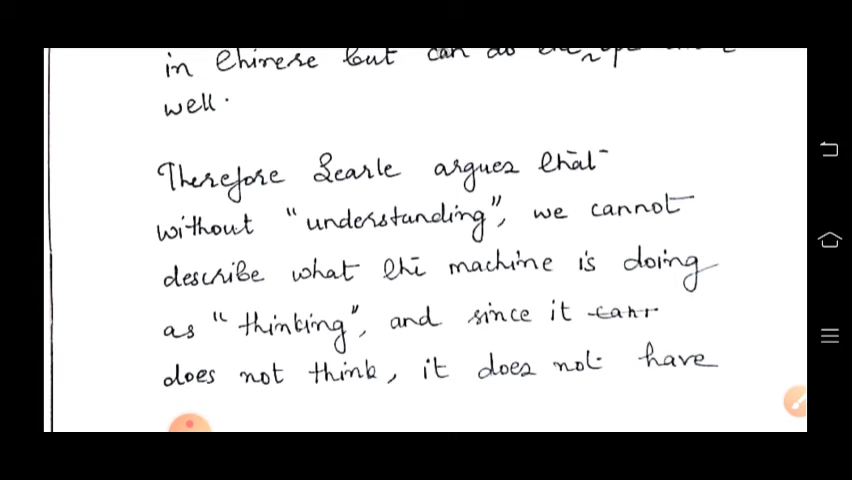 in Chinese but can do
well.
Therefore Searle argues that
without "understanding", we cannot
describe what the machine is doing
as "thinking", and since it can
does not think, it does not have